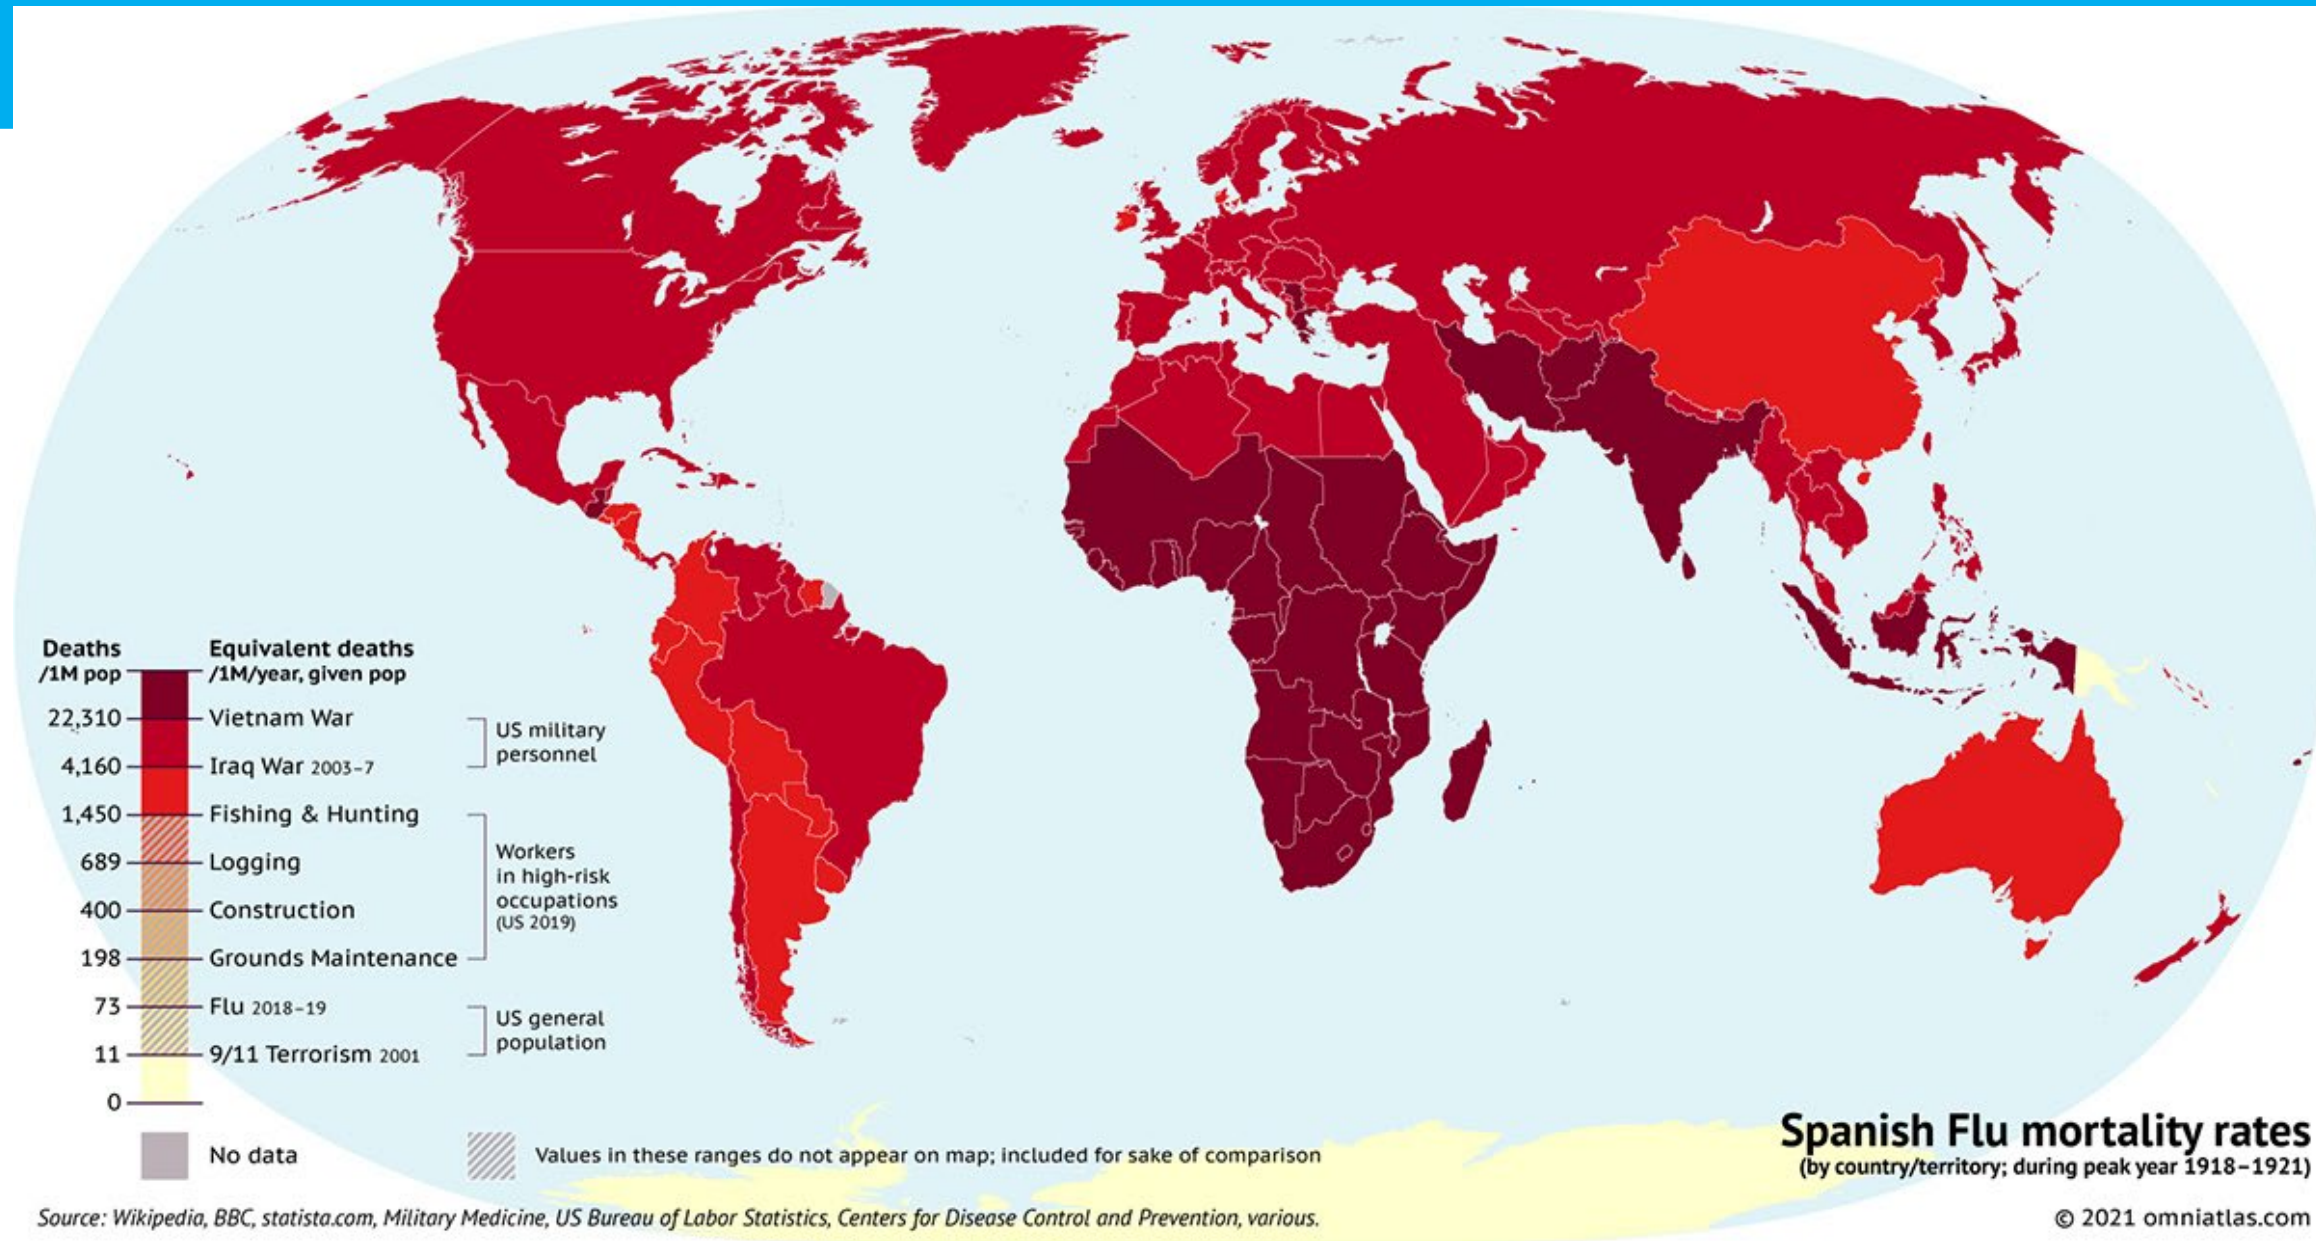 Deaths
/1M pop
Equivalent deaths
/1M/year, given pop
22,310
Vietnam War
4,160
Iraq War 2003–7
US military
personnel
1,450
Fishing & Hunting
689
Logging
400
Construction
198
Grounds Maintenance
Workers
in high-risk
occupations
(US 2019)
73
Flu 2018–19
11
9/11 Terrorism 2001
US general
population
0
No data
Values in these ranges do not appear on map; included for sake of comparison
Spanish Flu mortality rates
(by country/territory; during peak year 1918–1921)
Source: Wikipedia, BBC, statista.com, Military Medicine, US Bureau of Labor Statistics, Centers for Disease Control and Prevention, various.
© 2021 omniatlas.com